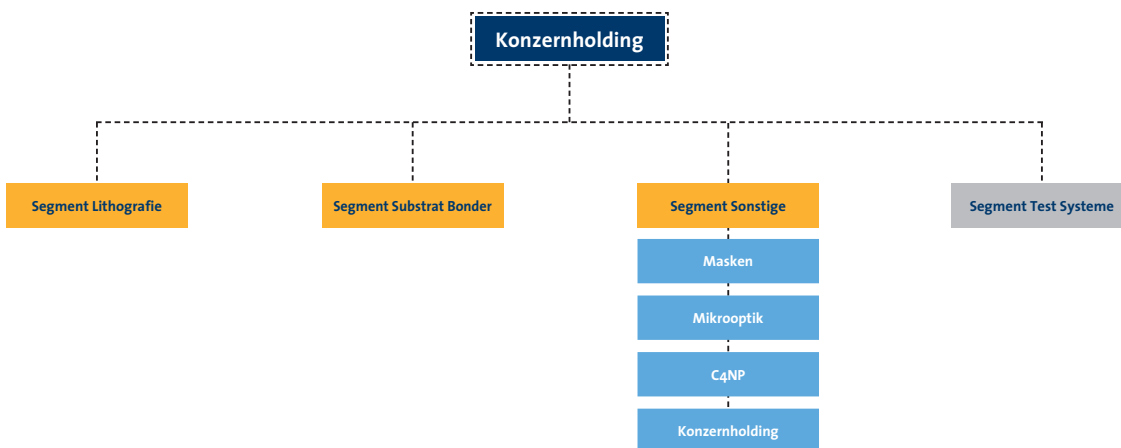 Konzernholding
Segment Lithografie
Segment Substrat Bonder
Segment Sonstige
Segment Test Systeme
Masken
Mikrooptik
C4NP
Konzernholding